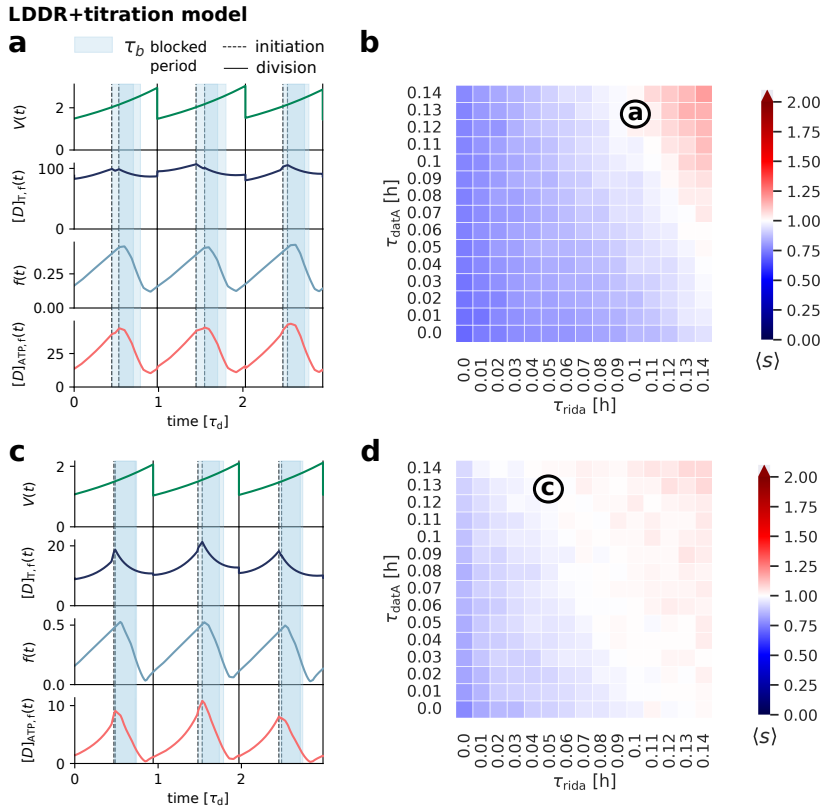 LDDR+titration model
a
τb blocked period
initiation
division
V(t)
2
0
[D]T,f(t)
100
0
f(t)
0.25
0.00
[D]ATP,f(t)
25
0
0 1 2
time [τd]
b
τdatA [h]
0.14
0.13
0.12
0.11
0.1
0.09
0.08
0.07
0.06
0.05
0.04
0.03
0.02
0.01
0.0
a
0.0 0.01 0.02 0.03 0.04 0.05 0.06 0.07 0.08 0.09 0.1 0.11 0.12 0.13 0.14
τrida [h]
2.00
1.75
1.50
1.25
1.00
0.75
0.50
0.25
0.00
⟨s⟩
c
V(t)
2
0
[D]T,f(t)
20
0
f(t)
0.5
0.0
[D]ATP,f(t)
10
0
0 1 2
time [τd]
d
τdatA [h]
0.14
0.13
0.12
0.11
0.1
0.09
0.08
0.07
0.06
0.05
0.04
0.03
0.02
0.01
0.0
c
0.0 0.01 0.02 0.03 0.04 0.05 0.06 0.07 0.08 0.09 0.1 0.11 0.12 0.13 0.14
τrida [h]
2.00
1.75
1.50
1.25
1.00
0.75
0.50
0.25
0.00
⟨s⟩